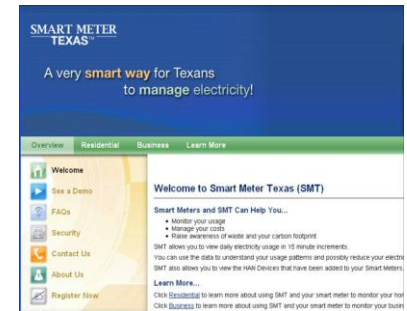 SMART METER
TEXAS™
A very smart way for Texans
to manage electricity!
Overview Residential Business Learn More
Welcome
See a Demo
FAQs
Security
Contact Us
About Us
Register Now
Welcome to Smart Meter Texas (SMT)
Smart Meters and SMT Can Help You...
Monitor your usage
Manage your costs
Raise awareness of waste and your carbon footprint
SMT allows you to view daily electricity usage in 15 minute increments.
You can use the data to understand your usage patterns and possibly reduce your electric
SMT also allows you to view the HAN Devices that have been added to your Smart Meters.
Learn More...
Click Residential to learn more about using SMT and your smart meter to monitor your hom
Click Business to learn more about using SMT and your smart meter to monitor your busin